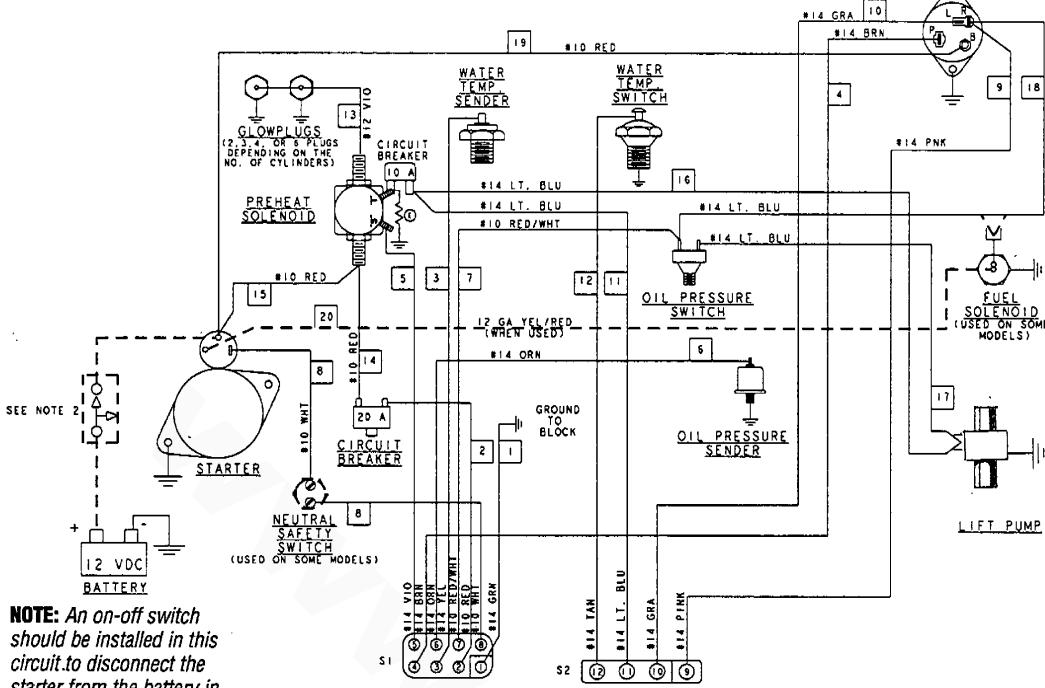 #14 GRA
10
L
R
#14 BRN
P
B
19
#10 RED
WATER
TEMP.
SENDER
WATER
TEMP.
SWITCH
4
9
18
13
#12 VIO
GLOWPLUGS
(2,3,4, OR 6 PLUGS
DEPENDING ON THE
NO. OF CYLINDERS)
CIRCUIT
BREAKER
10 A
#14 PNK
16
#14 LT. BLU
#14 LT. BLU
#14 LT. BLU
PREHEAT
SOLENOID
#10 RED/WHT
#14 LT. BLU
#10 RED
15
5
3
7
12
11
OIL PRESSURE
SWITCH
FUEL
SOLENOID
(USED ON SOME
MODELS)
20
12 GA YEL/RED
(WHEN USED)
#10 RED
14
#14 ORN
6
8
SEE NOTE 2
#10 WHT
20 A
CIRCUIT
BREAKER
GROUND
TO
BLOCK
2
1
OIL PRESSURE
SENDER
17
STARTER
8
NEUTRAL
SAFETY
SWITCH
(USED ON SOME MODELS)
LIFT PUMP
+
-
12 VDC
BATTERY
#14 VIO
#14 BRN
#14 ORN
#14 YEL
#10 RED/WHT
#10 RED
#10 WHT
#14 GRN
#14 TAN
#14 LT. BLU
#14 GRA
#14 PINK
5
6
7
8
S1
4
3
2
1
S2
12
11
10
9
NOTE: An on-off switch
should be installed in this
circuit.to disconnect the
starter from the battery in